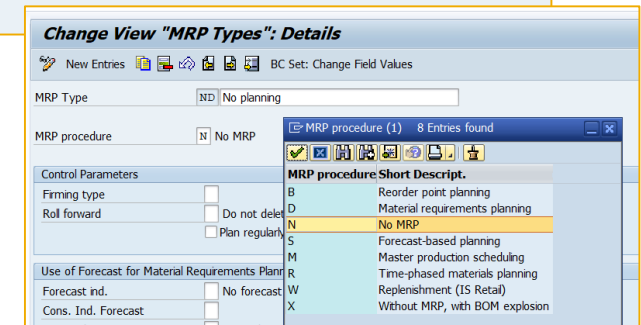 Change View "MRP Types": Details
New Entries BC Set: Change Field Values
MRP Type ND No planning
MRP procedure N No MRP
MRP procedure (1) 8 Entries found
MRP procedure Short Descript.
B Reorder point planning
D Material requirements planning
N No MRP
S Forecast-based planning
M Master production scheduling
R Time-phased materials planning
W Replenishment (IS Retail)
X Without MRP, with BOM explosion
Control Parameters
Firming type
Roll forward Do not delet
Plan regularly
Use of Forecast for Material Requirements Plann
Forecast ind. No forecast
Cons. Ind. Forecast